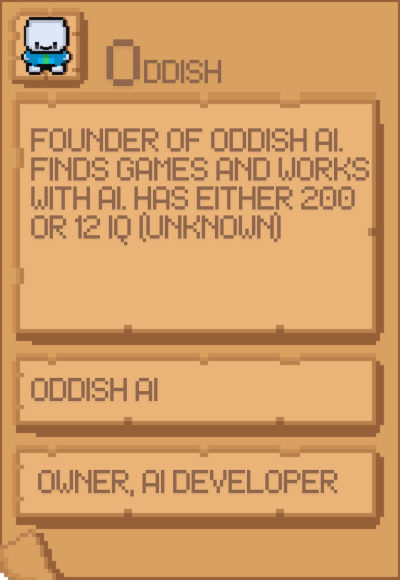 ODDISH
FOUNDER OF ODDISH AI.
FINDS GAMES AND WORKS
WITH AI. HAS EITHER 200
OR 12 IQ (UNKNOWN)
ODDISH AI
OWNER, AI DEVELOPER